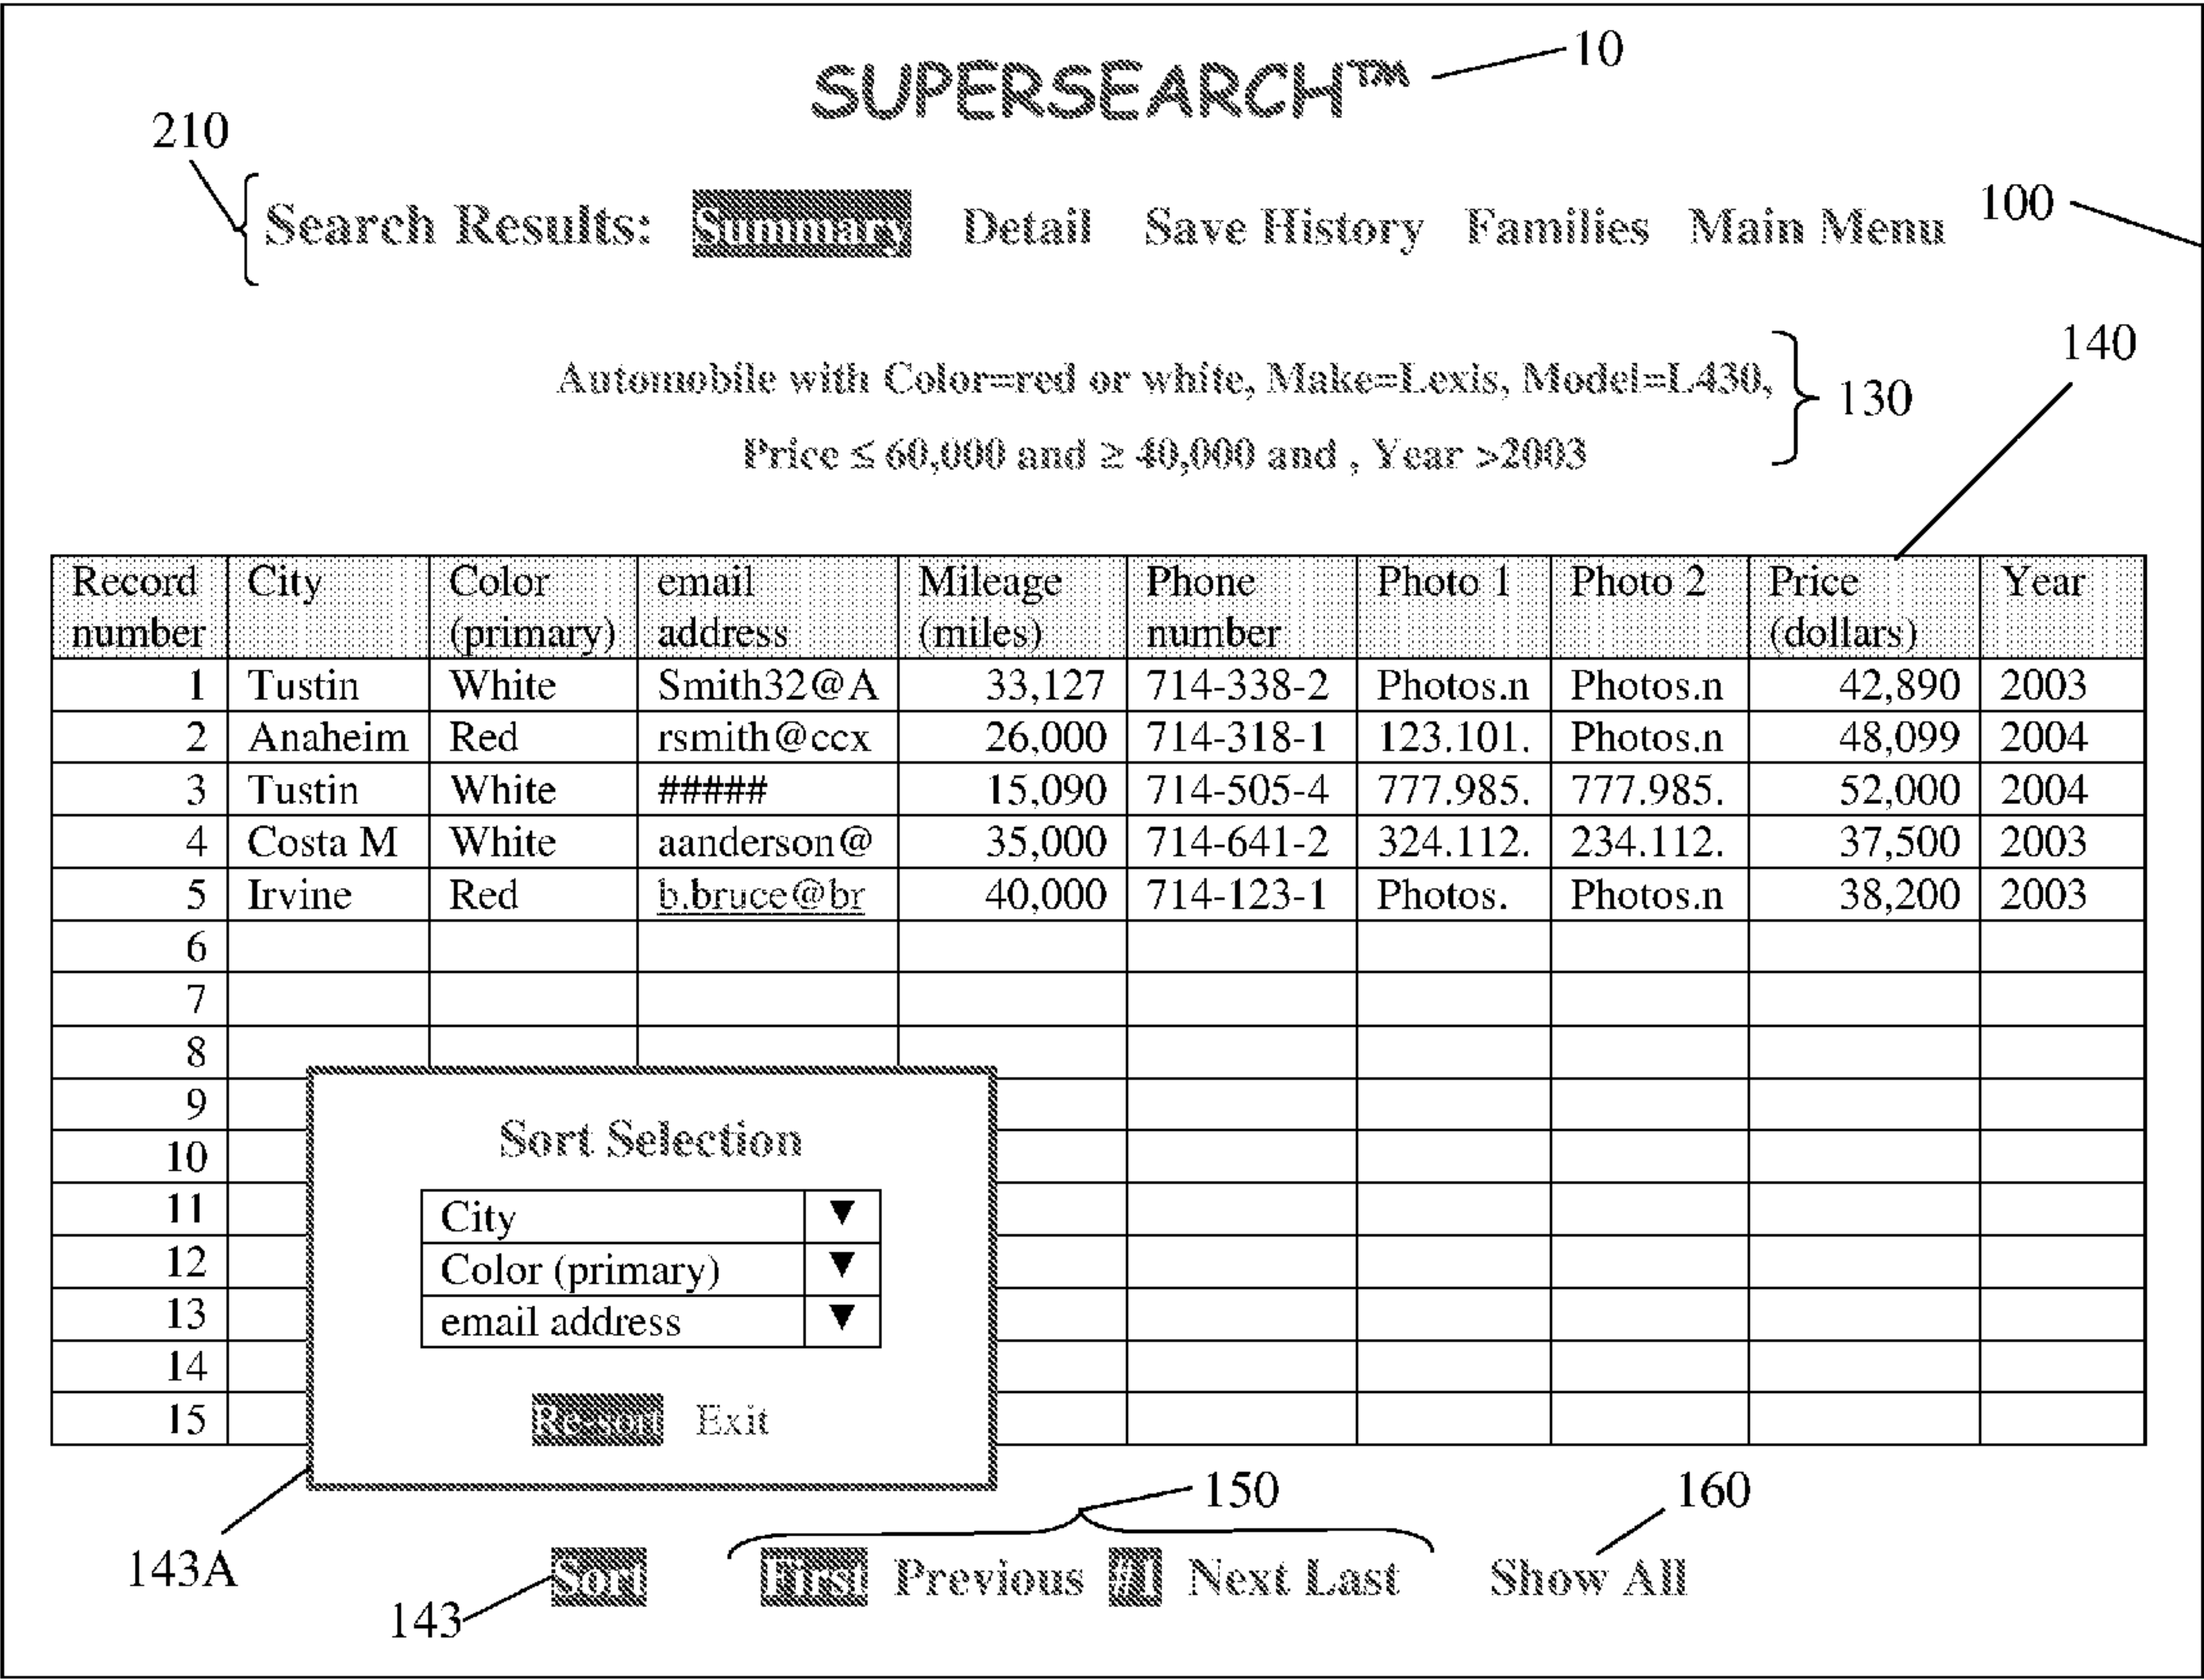 SUPERSEARCH™ 10
210
Search Results: Summary Detail Save History Families Main Menu 100
140
Automobile with Color=red or white, Make=Lexis, Model=L430,
130
Price ≤ 60,000 and ≥ 40,000 and , Year >2003
Record number City Color (primary) email address Mileage (miles) Phone number Photo 1 Photo 2 Price (dollars) Year
1 Tustin White Smith32@A 33,127 714-338-2 Photos.n Photos.n 42,890 2003
2 Anaheim Red rsmith@ccx 26,000 714-318-1 123.101. Photos.n 48,099 2004
3 Tustin White ##### 15,090 714-505-4 777.985. 777.985. 52,000 2004
4 Costa M White aanderson@ 35,000 714-641-2 324.112. 234.112. 37,500 2003
5 Irvine Red b.bruce@br 40,000 714-123-1 Photos. Photos.n 38,200 2003
6
7
8
9
10
11
12
13
14
15
Sort Selection
City ▼
Color (primary) ▼
email address ▼
Re-sort Exit
150 160
143A
Sort First Previous #1 Next Last Show All
143